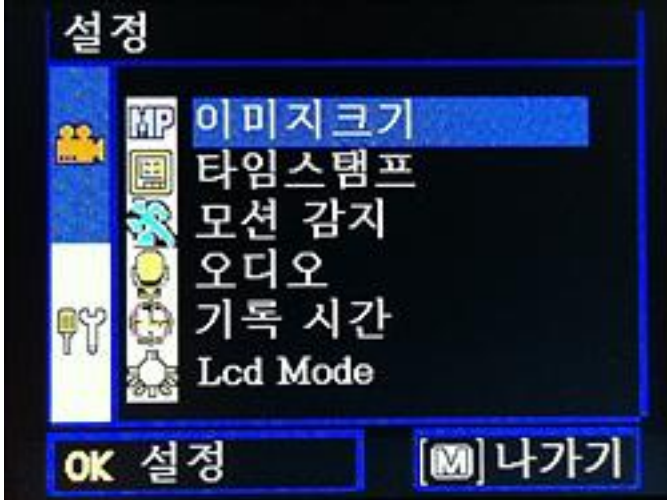 설정
MP 이미지크기
타임스탬프
모션 감지
오디오
기록 시간
Lcd Mode
OK 설정
[M] 나가기